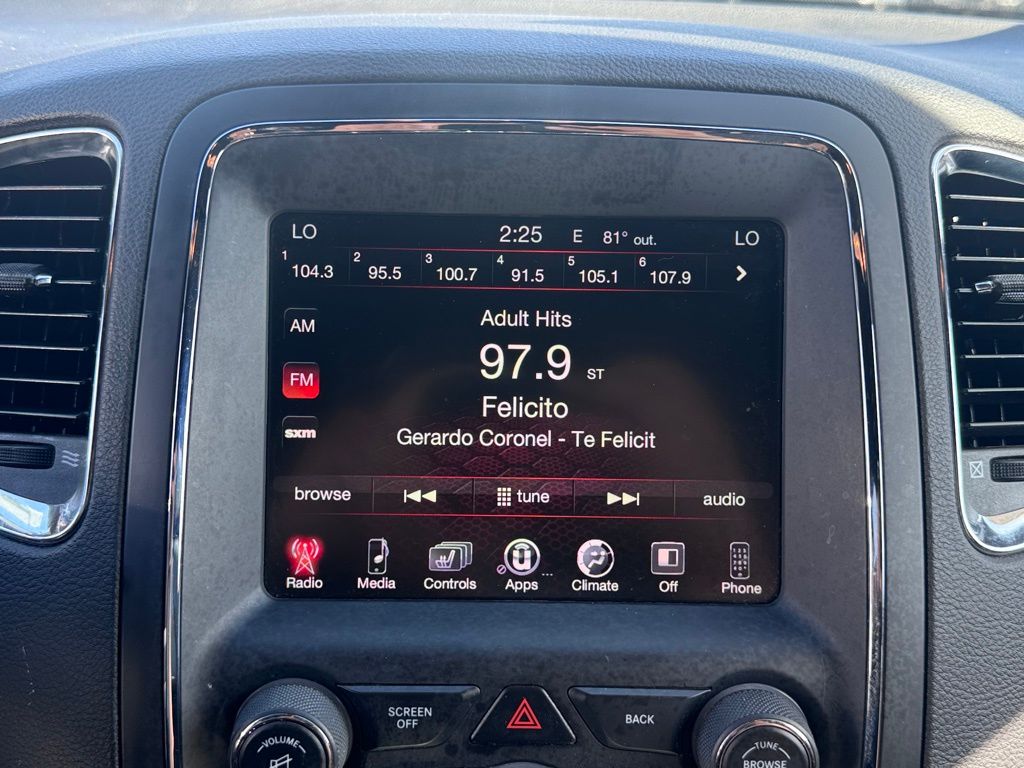 LO 2:25 E 81° out. LO
1 104.3 2 95.5 3 100.7 4 91.5 5 105.1 6 107.9
AM
Adult Hits
97.9 ST
FM
Felicito
sxm
Gerardo Coronel - Te Felicit
browse tune audio
Radio Media Controls Apps Climate Off Phone
SCREEN
OFF
BACK
VOLUME
TUNE
BROWSE